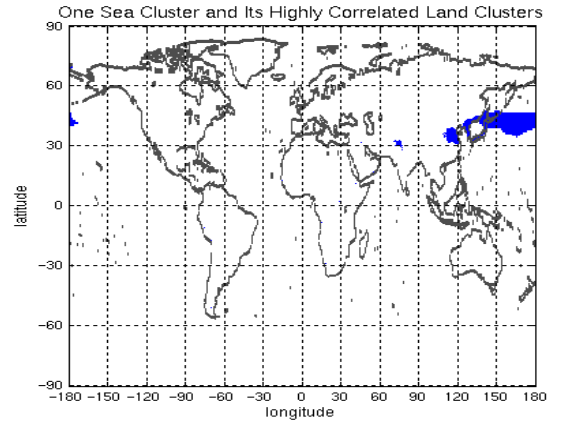 One Sea Cluster and Its Highly Correlated Land Clusters
90
60
30
0
−30
−60
−90
latitude
−180 −150 −120 −90 −60 −30 0 30 60 90 120 150 180
longitude